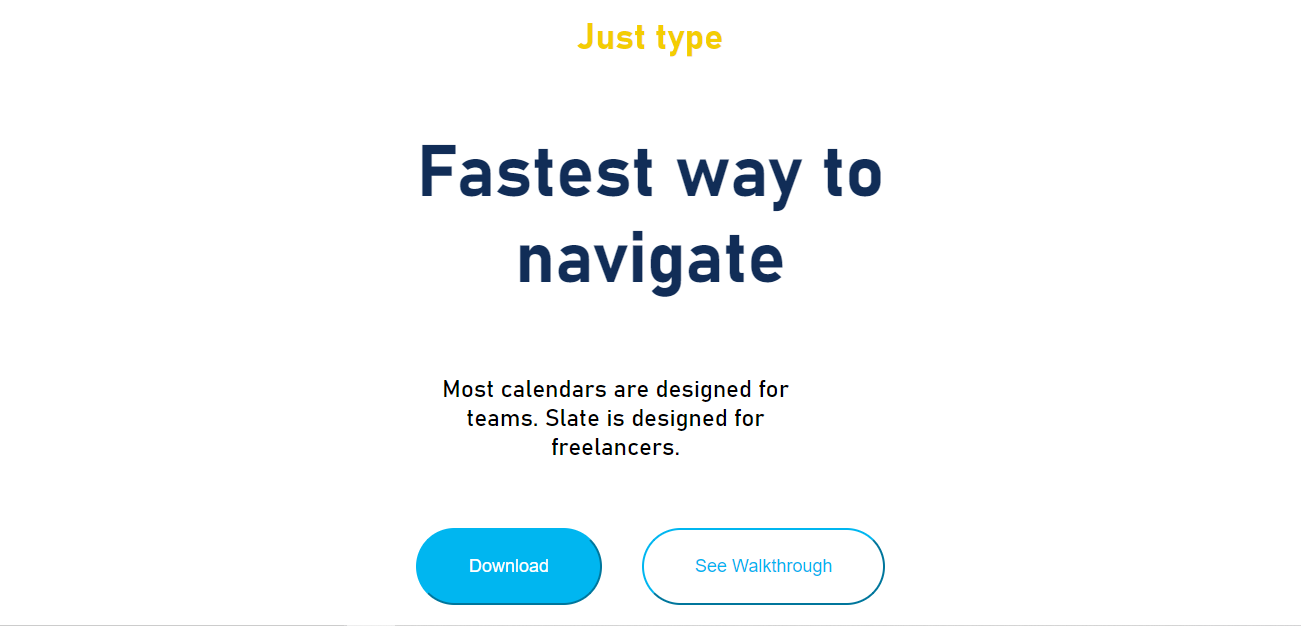 Just type
Fastest way to
navigate
Most calendars are designed for
teams. Slate is designed for
freelancers.
Download
See Walkthrough